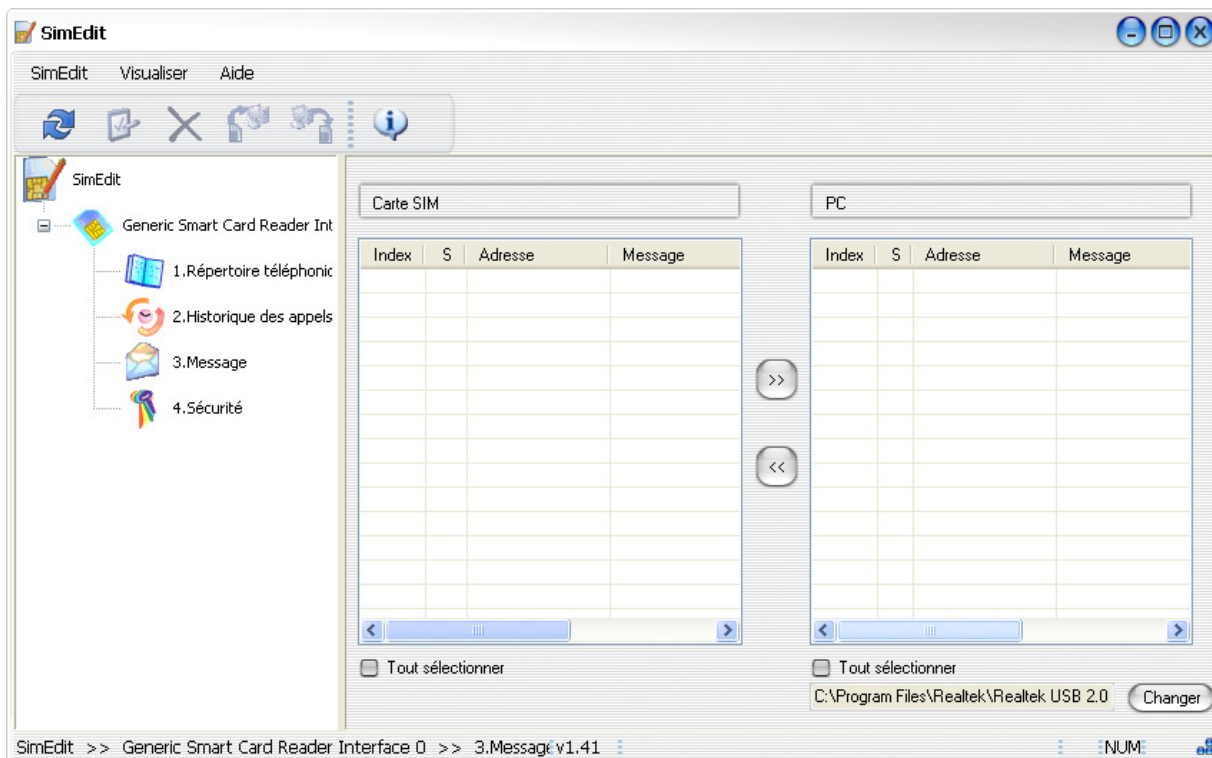 SimEdit
SimEdit Visualiser Aide
SimEdit
Generic Smart Card Reader Int
1.Répertoire téléphonic
2.Historique des appels
3.Message
4.Sécurité
Carte SIM
Index S Adresse Message
>>
<<
Tout sélectionner
PC
Index S Adresse Message
Tout sélectionner
C:\Program Files\Realtek\Realtek USB 2.0
Changer
SimEdit >> Generic Smart Card Reader Interface 0 >> 3.Message v1.41 NUM